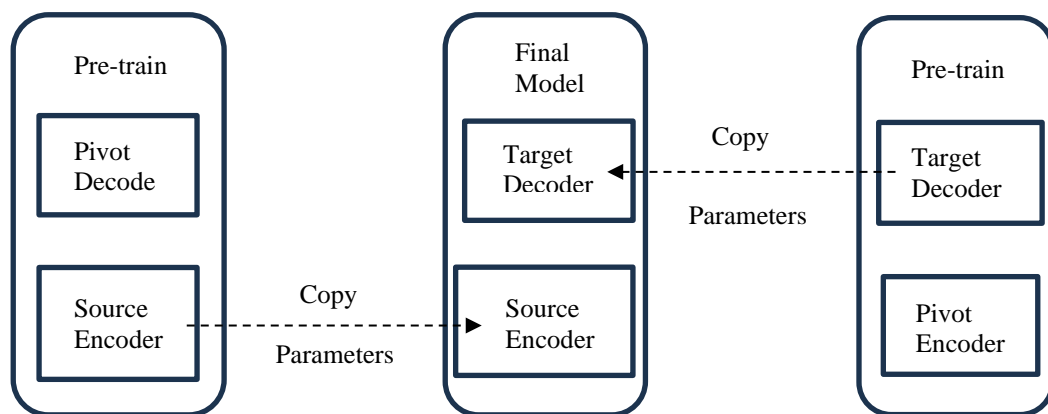 Pre-train
Pivot
Decode
Source
Encoder
Copy
Parameters
Final
Model
Target
Decoder
Source
Encoder
Copy
Parameters
Pre-train
Target
Decoder
Pivot
Encoder